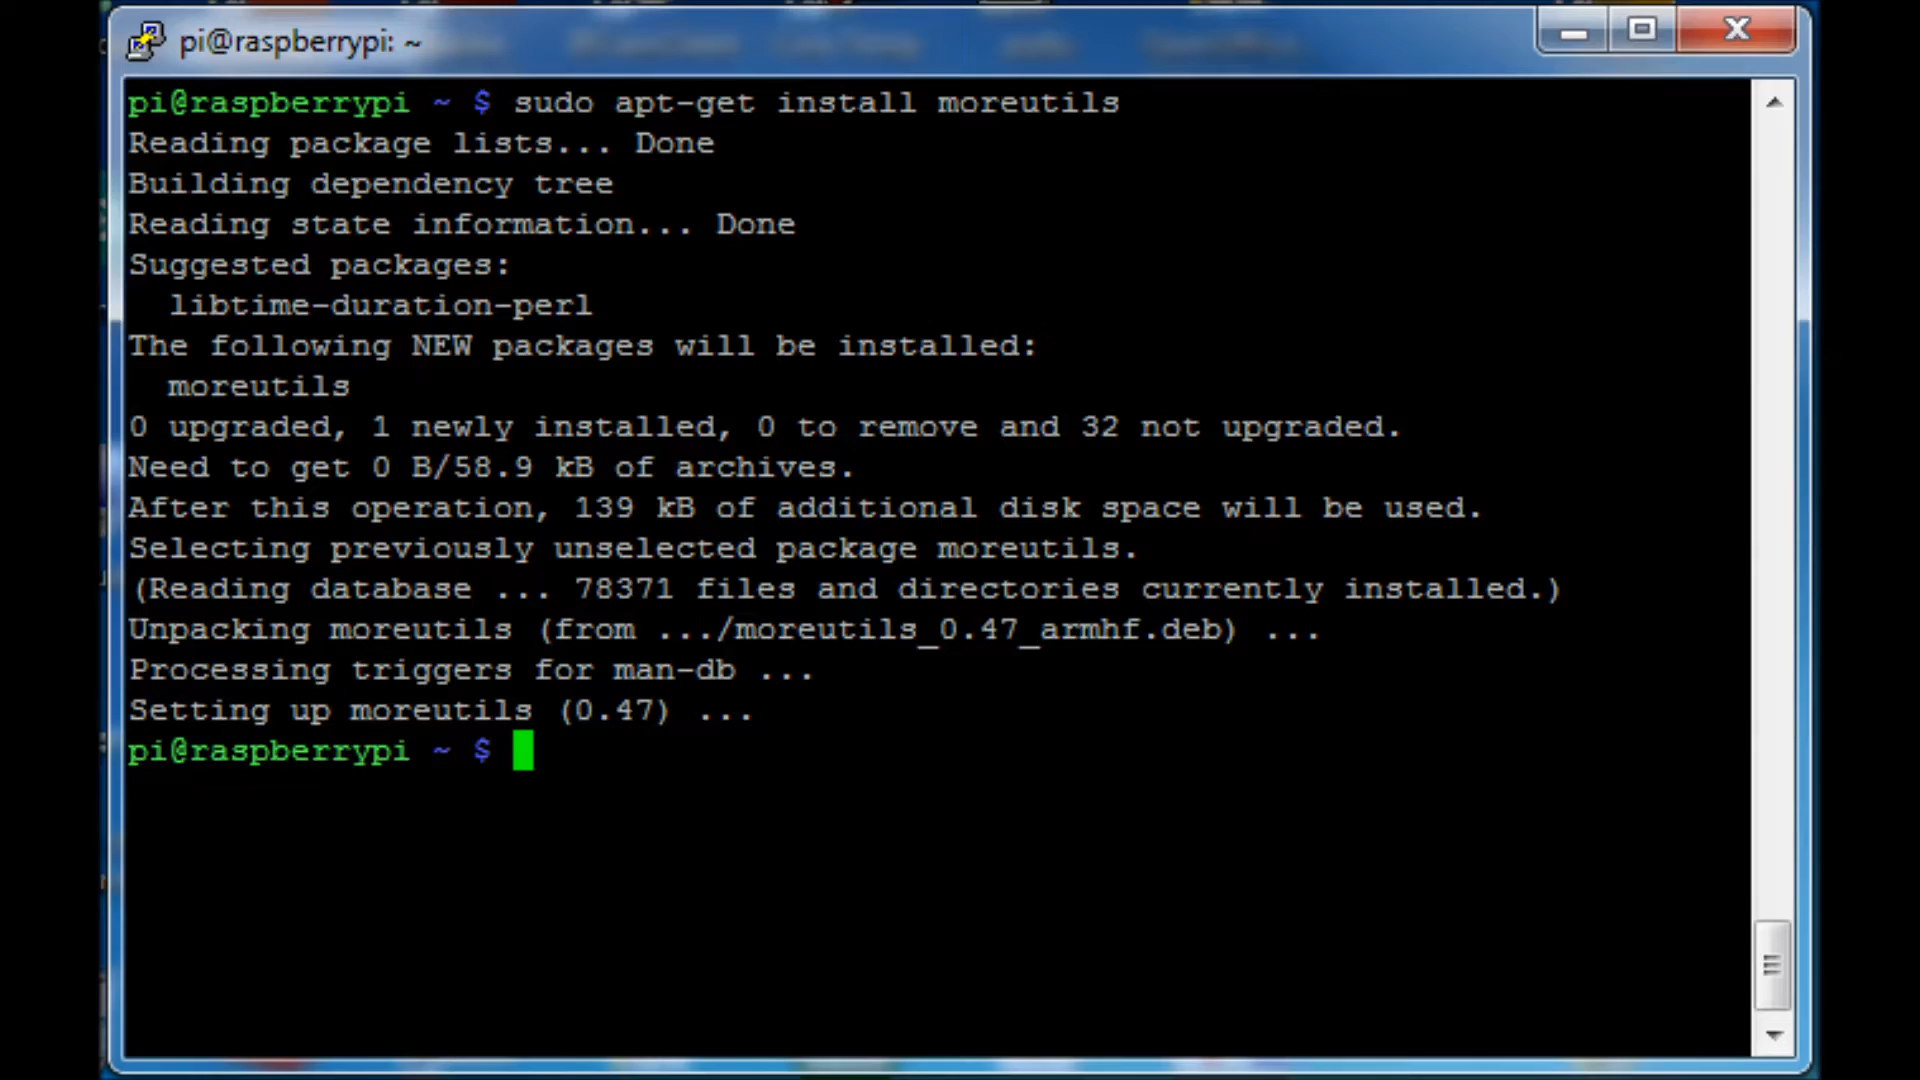 pi@raspberrypi: ~
pi@raspberrypi ~ $ sudo apt-get install moreutils
Reading package lists... Done
Building dependency tree
Reading state information... Done
Suggested packages:
  libtime-duration-perl
The following NEW packages will be installed:
  moreutils
0 upgraded, 1 newly installed, 0 to remove and 32 not upgraded.
Need to get 0 B/58.9 kB of archives.
After this operation, 139 kB of additional disk space will be used.
Selecting previously unselected package moreutils.
(Reading database ... 78371 files and directories currently installed.)
Unpacking moreutils (from .../moreutils_0.47_armhf.deb) ...
Processing triggers for man-db ...
Setting up moreutils (0.47) ...
pi@raspberrypi ~ $